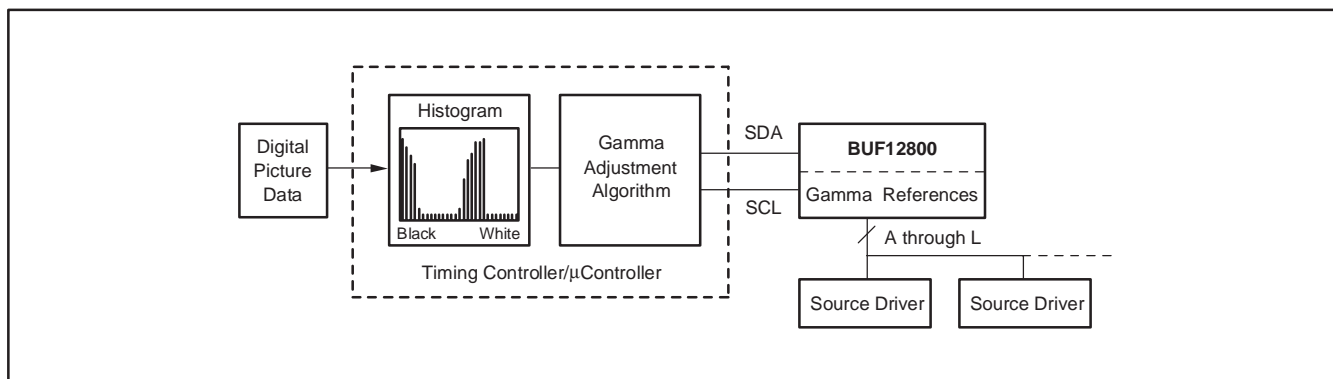 Digital
Picture
Data
Histogram
Black White
Gamma
Adjustment
Algorithm
Timing Controller/μController
SDA
SCL
BUF12800
Gamma References
A through L
Source Driver
Source Driver